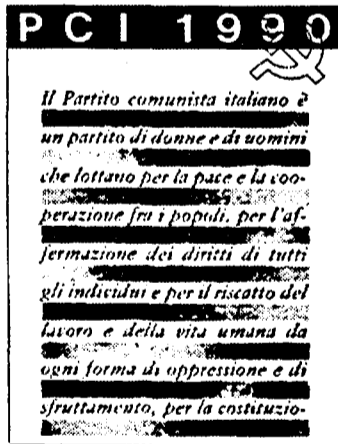 PCI 1990
Il Partito comunista italiano è
un partito di donne e di uomini
che lottano per la pace e la coo-
perazione fra i popoli, per l'af-
fermazione dei diritti di tutti
gli individui e per il riscatto del
lavoro e della vita umana da
ogni forma di oppressione e di
sfruttamento, per la costituzio-